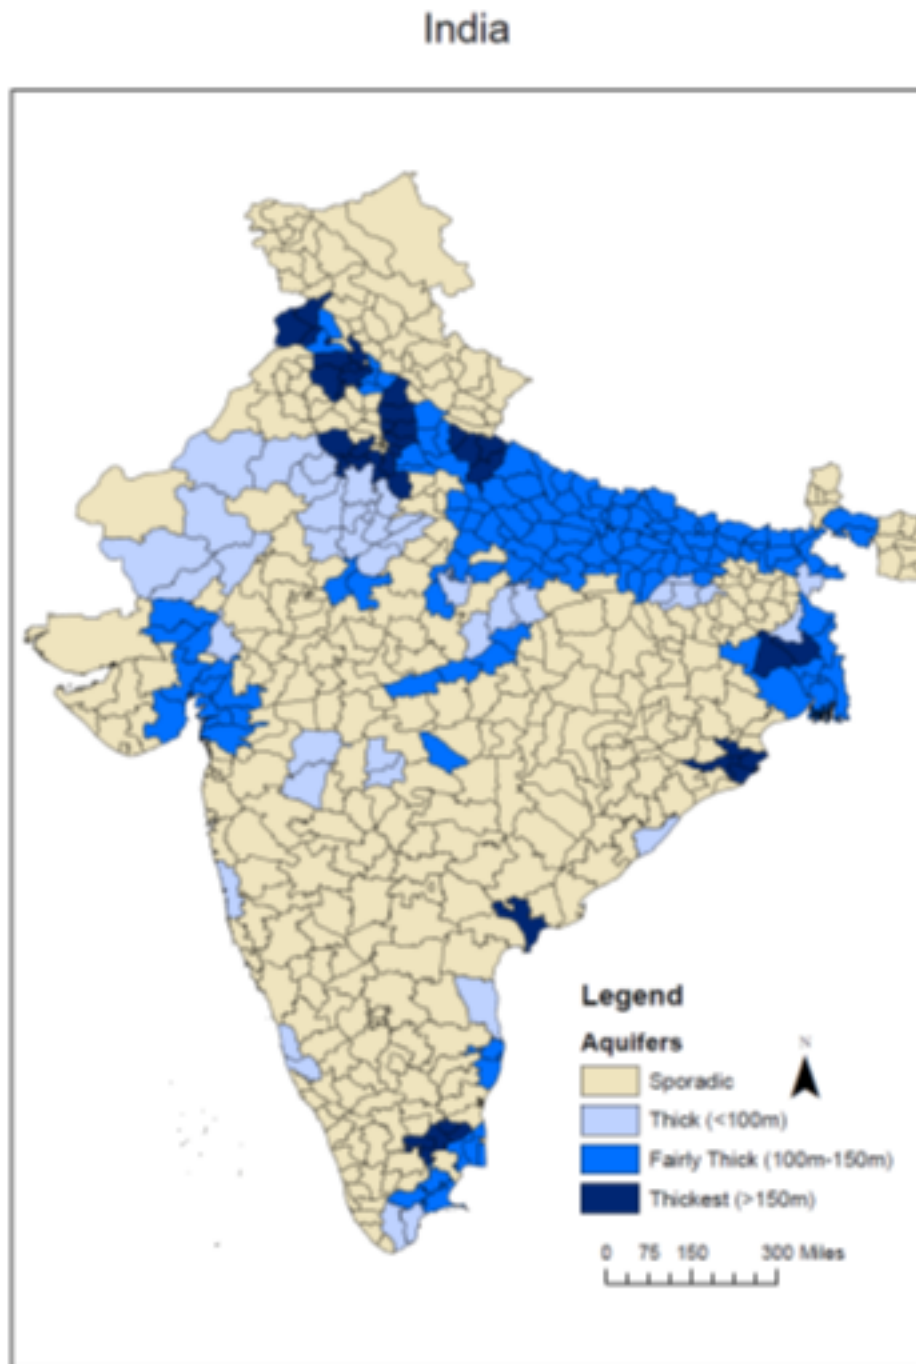 India
Legend
Aquifers
N
Sporadic
Thick (<100m)
Fairly Thick (100m-150m)
Thickest (>150m)
0 75 150 300 Miles